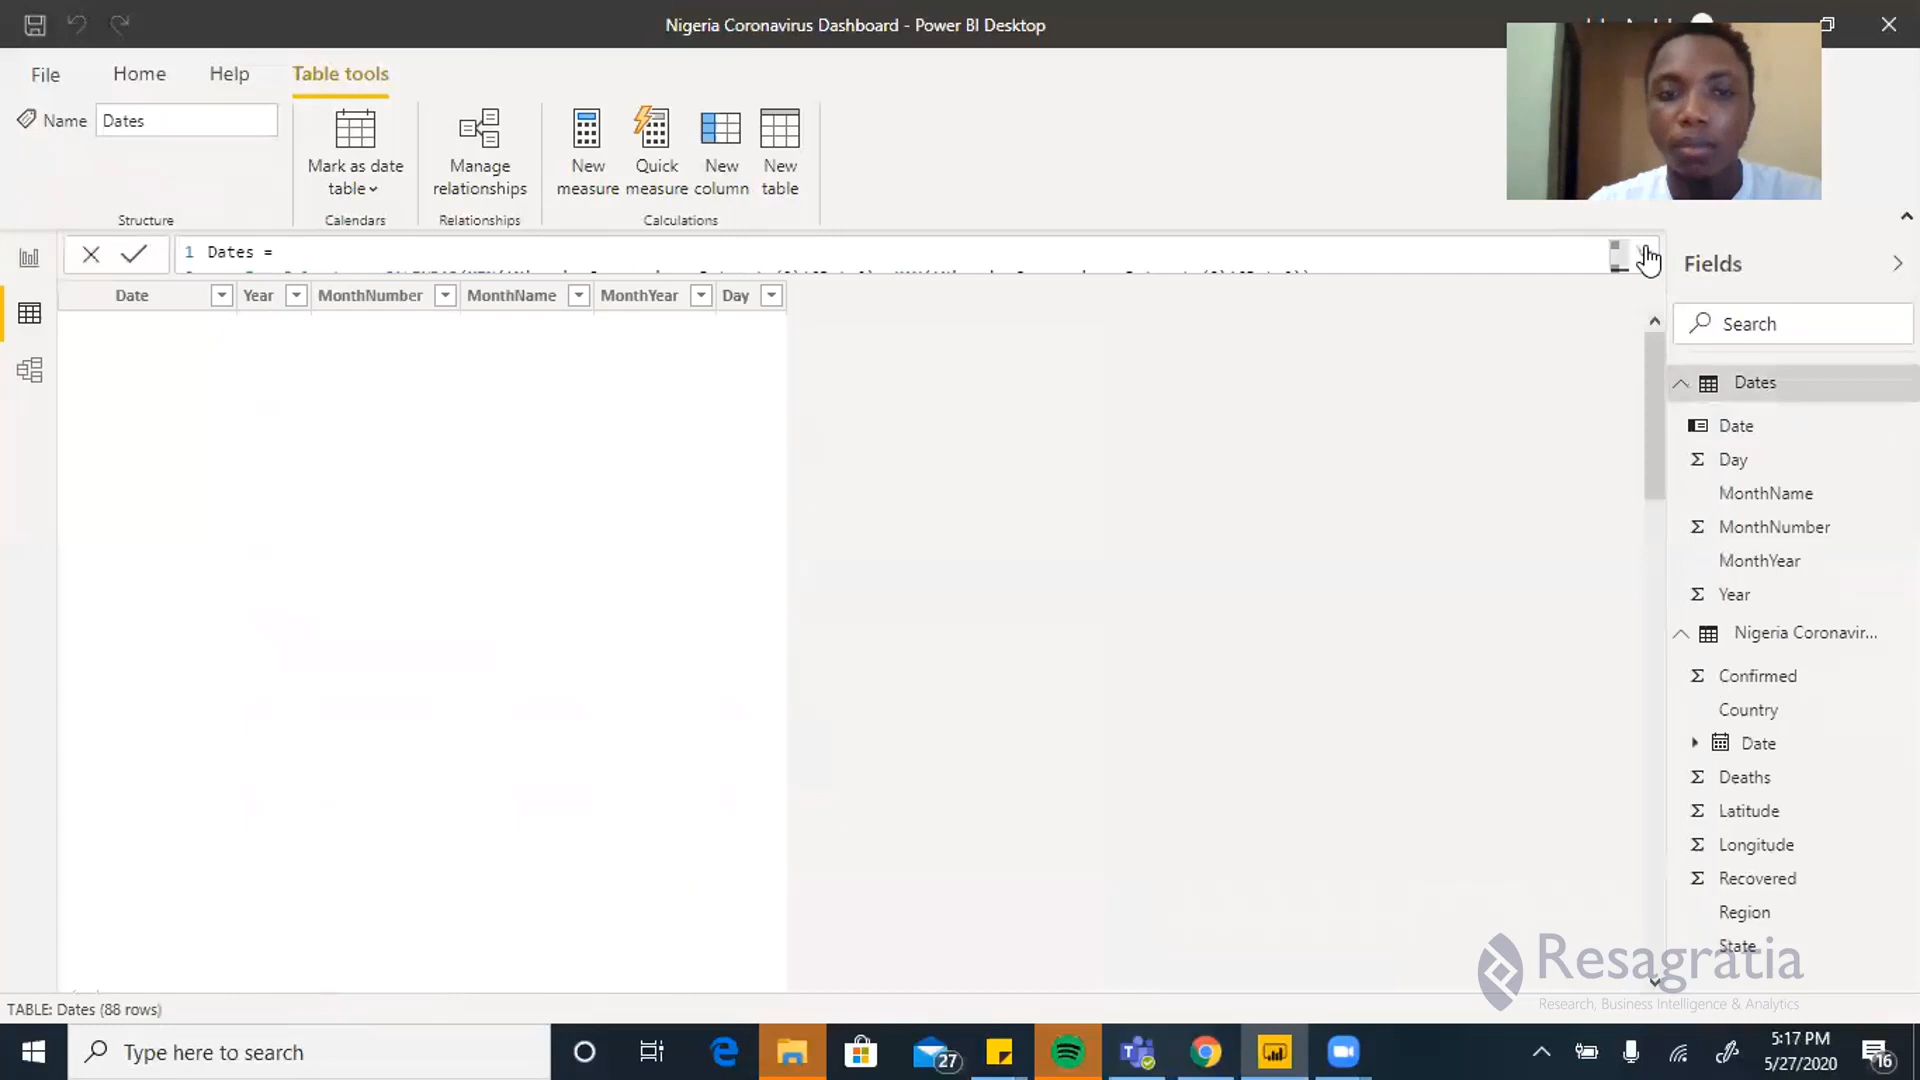 Nigeria Coronavirus Dashboard - Power BI Desktop
File Home Help Table tools
Name Dates
Mark as date table
Manage relationships
New measure
Quick measure
New column
New table
Structure
Calendars
Relationships
Calculations
1 Dates =
Date Year MonthNumber MonthName MonthYear Day
Fields
Search
Dates
Date
Day
MonthName
MonthNumber
MonthYear
Year
Nigeria Coronavir...
Confirmed
Country
Date
Deaths
Latitude
Longitude
Recovered
Region
State
Resagratia
Research, Business Intelligence & Analytics
TABLE: Dates (88 rows)
Type here to search
27
5:17 PM
5/27/2020
16